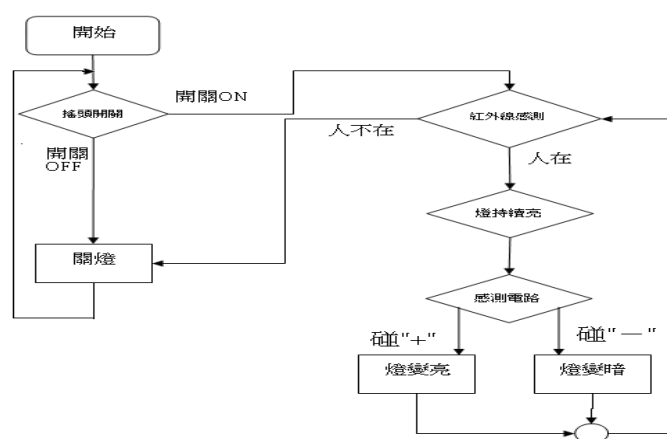 開始
搖頭開關
開關ON
開關
OFF
關燈
紅外線感測
人不在
人在
燈持續亮
感測電路
碰"+"
碰"－"
燈變亮
燈變暗